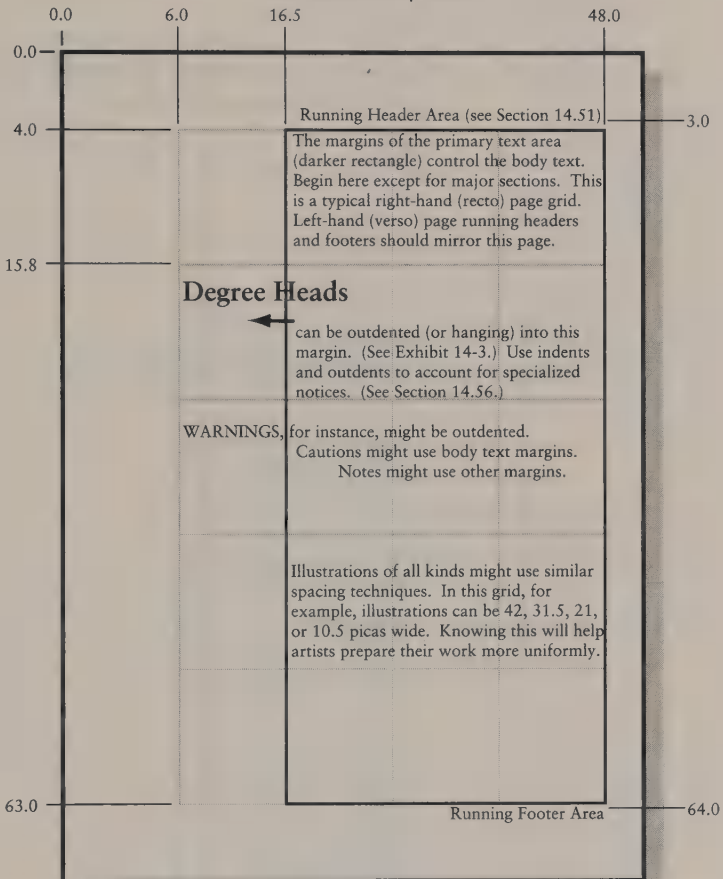 0.0 6.0 16.5 48.0
0.0
Running Header Area (see Section 14.51)
3.0
4.0
The margins of the primary text area
(darker rectangle) control the body text.
Begin here except for major sections. This
is a typical right-hand (recto) page grid.
Left-hand (verso) page running headers
and footers should mirror this page.
15.8
Degree Heads
can be outdented (or hanging) into this
margin. (See Exhibit 14-3.) Use indents
and outdents to account for specialized
notices. (See Section 14.56.)
WARNINGS, for instance, might be outdented.
Cautions might use body text margins.
Notes might use other margins.
Illustrations of all kinds might use similar
spacing techniques. In this grid, for
example, illustrations can be 42, 31.5, 21,
or 10.5 picas wide. Knowing this will help
artists prepare their work more uniformly.
63.0
Running Footer Area
64.0